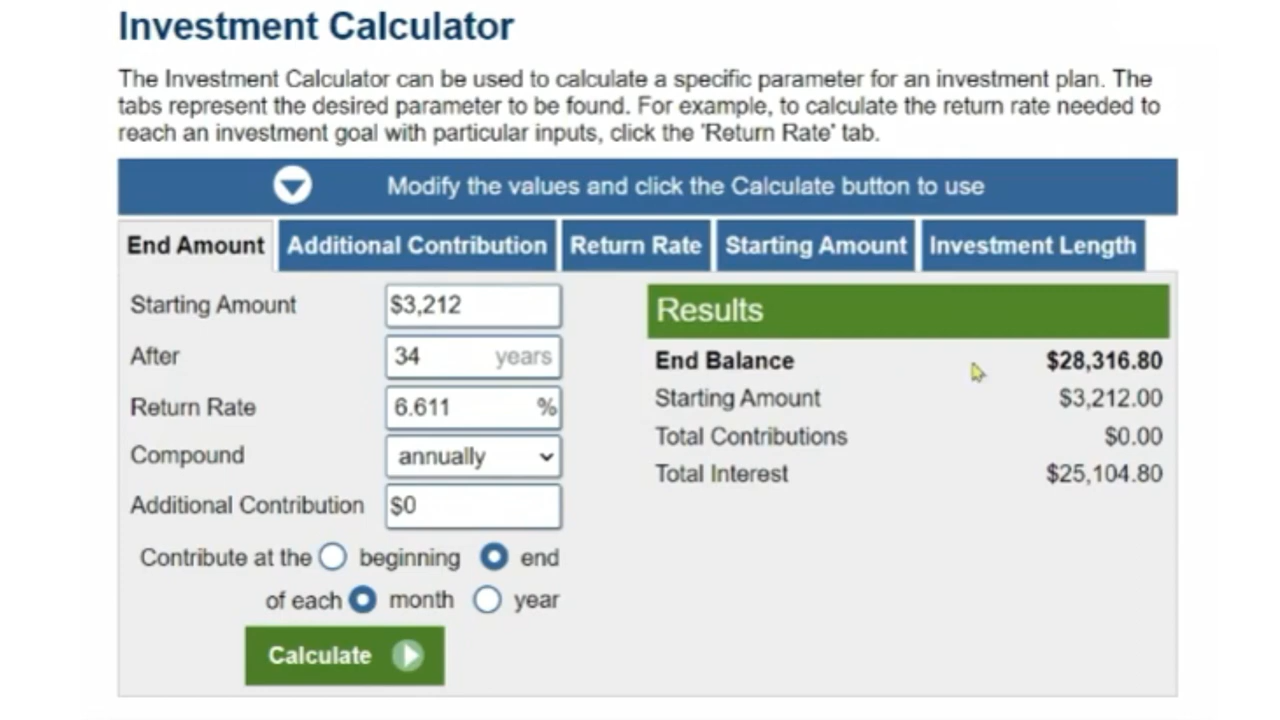 Investment Calculator
The Investment Calculator can be used to calculate a specific parameter for an investment plan. The
tabs represent the desired parameter to be found. For example, to calculate the return rate needed to
reach an investment goal with particular inputs, click the 'Return Rate' tab.
Modify the values and click the Calculate button to use
End Amount Additional Contribution Return Rate Starting Amount Investment Length
Starting Amount $3,212
After 34 years
Return Rate 6.611 %
Compound annually
Additional Contribution $0
Contribute at the beginning end
of each month year
Calculate
Results
End Balance $28,316.80
Starting Amount $3,212.00
Total Contributions $0.00
Total Interest $25,104.80